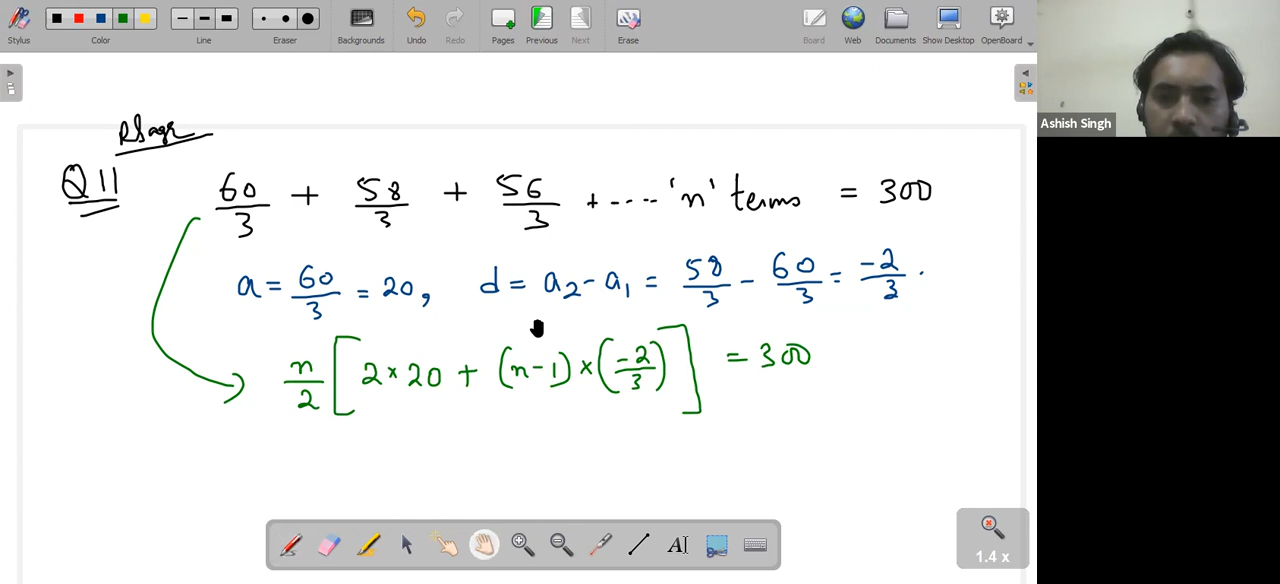 Stylus Color Line Eraser Backgrounds Undo Redo Pages Previous Next Erase Board Web Documents Show Desktop OpenBoard
Ashish Singh
Q11 60/3 + 58/3 + 56/3 + .... 'n' terms = 300
a = 60/3 = 20, d = a₂ - a₁ = 58/3 - 60/3 = -2/3 .
n/2 [ 2 × 20 + (n-1) × (-2/3) ] = 300
AI
1.4 x